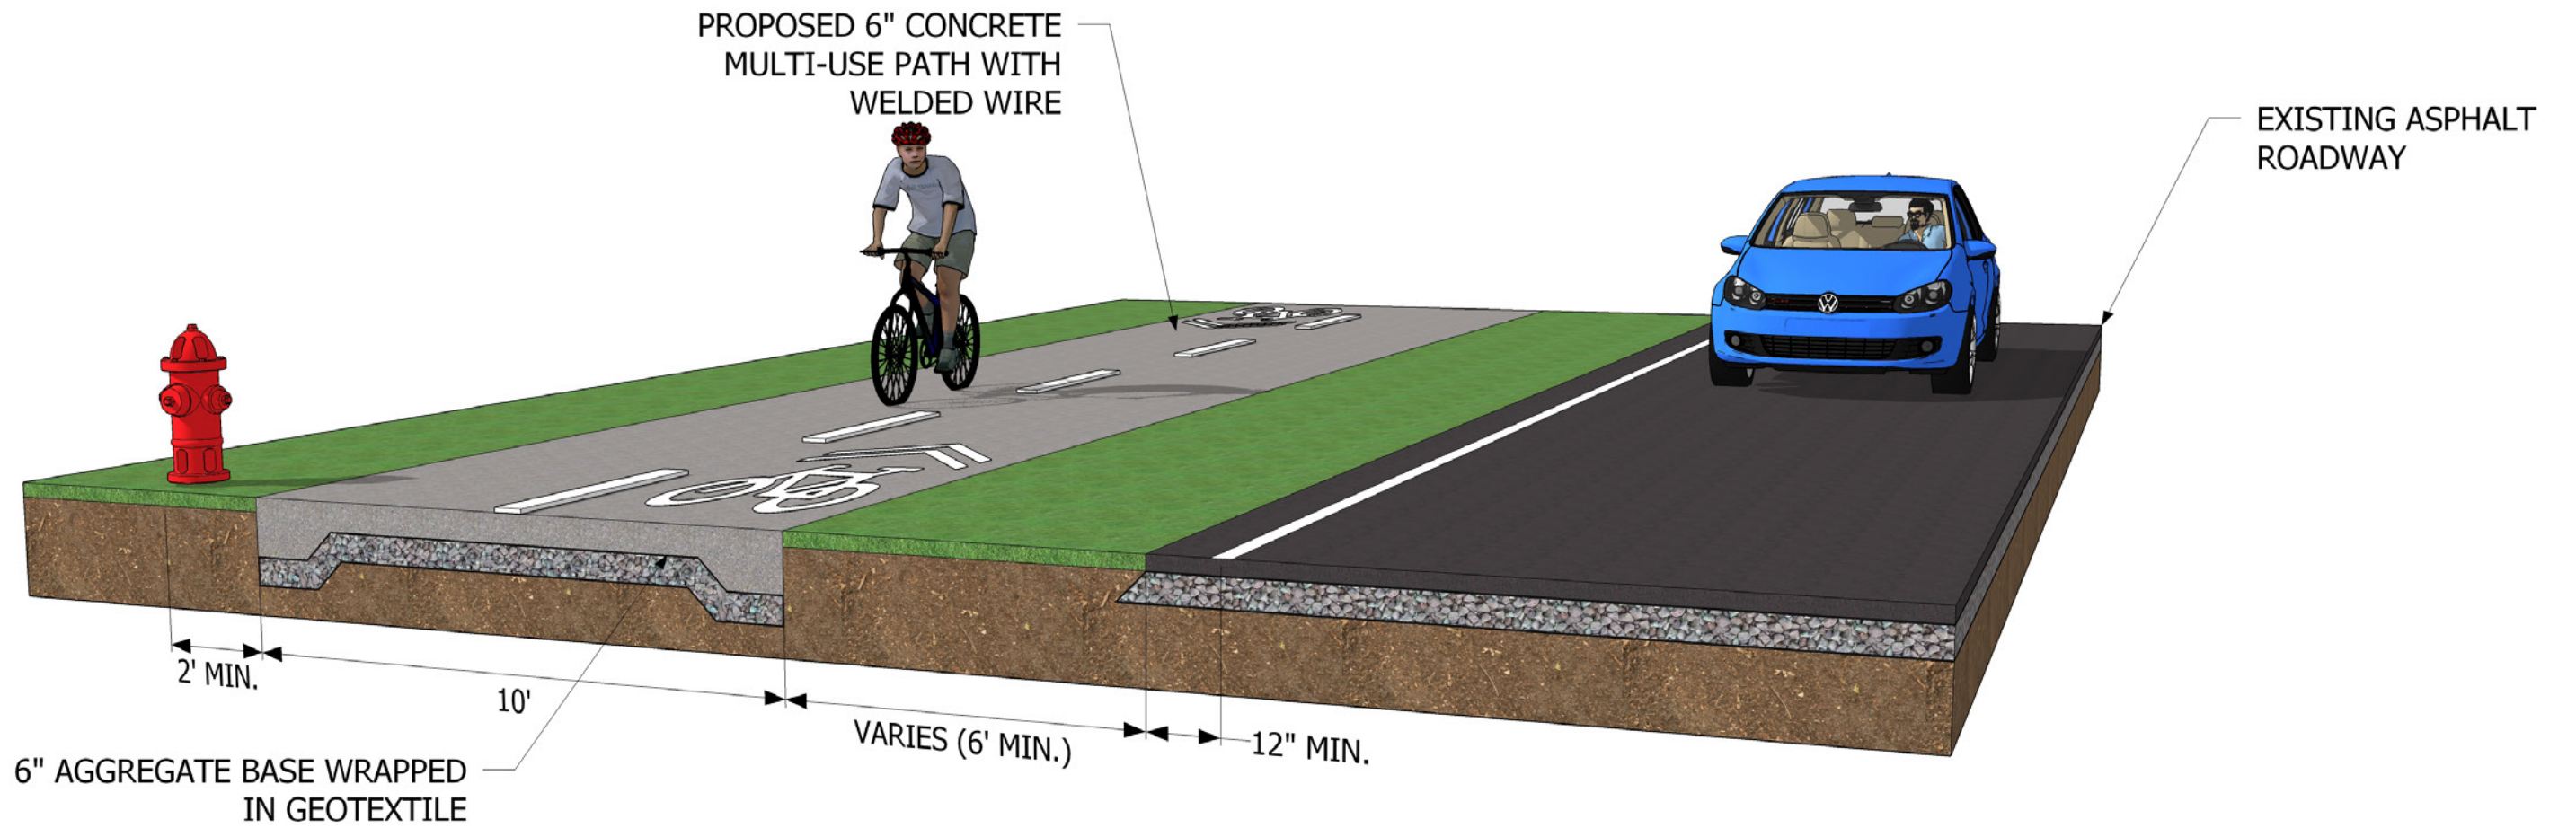 PROPOSED 6" CONCRETE
MULTI-USE PATH WITH
WELDED WIRE
EXISTING ASPHALT
ROADWAY
2' MIN.
10'
VARIES (6' MIN.)
12" MIN.
6" AGGREGATE BASE WRAPPED
IN GEOTEXTILE